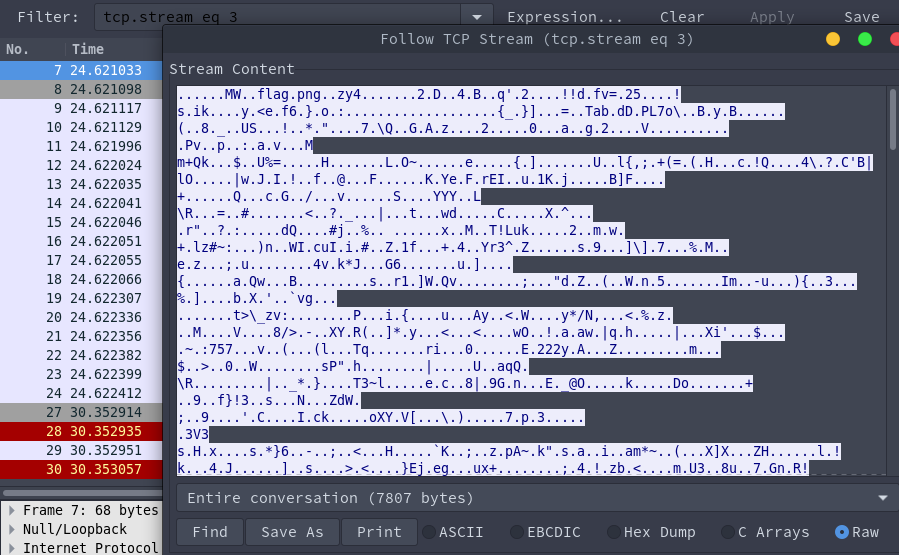 Filter: tcp.stream eq 3 Expression... Clear Apply Save
No. Time
Follow TCP Stream (tcp.stream eq 3)
Stream Content
7 24.621033
8 24.621098
9 24.621117
10 24.621129
11 24.621996
12 24.622024
13 24.622035
14 24.622041
15 24.622046
16 24.622051
17 24.622055
18 24.622066
19 24.622307
20 24.622336
21 24.622356
22 24.622382
23 24.622399
24 24.622412
27 30.352914
28 30.352935
29 30.352951
30 30.353057
......MW..flag.png..zy4.......2.D..4.B..q'.2....!!d.fv=.25....!
s.ik....y.<e.f6.}.o.:..................{_.}]...=..Tab.dD.PL7o\..B.y.B......
(..8._..US...!..*."....7.\Q..G.A.z....2.....0...a..g.2....V..........
.Pv..p..:.a.v...M
m+Qk...$..U%=.....H.......L.O~......e.....{.].......U..l{,;.+(=.(.H...c.!Q....4\.?.C'B|
lO.....|w.J.I.!..f..@...F......K.Ye.F.rEI..u.1K.j.....B]F....
+......Q...c.G../...v......S....YYY..L
\R...=..#.......<..?._...|...t...wd.....C.....X.^...
.r"..?.:.....dQ....#j..%.. ......x..M..T!Luk.....2..m.w.
+.lz#~:...)n..WI.cuI.i.#..Z.1f...+.4..Yr3^.Z......s.9...]\].7...%.M..
e.z...;.u........4v.k*J...G6.......u.]....
{......a.Qw...B.........s..r1.]W.Qv........;..."d.Z..(..W.n.5.......Im..-u...){..3...
%.]....b.X.'..`vg...
.......t>\_zv:........P...i.{....u...Ay..<.W....y*/N,...<.%.z.
..M....V....8/>.-..XY.R(..]*.y...<...<....wO..!.a.aw.|q.h.....|...Xi'...$...
.~.:757...v..(...(l...Tq.......ri...0......E.222y.A...Z.........m...
$..>..0..W........sP".h........|.....U..aqQ.
\R.........|.._*.}....T3~l.....e.c..8|.9G.n...E._@O.....k.....Do.......+
..9..f}!3..s...N...ZdW.
;..9....'.C....I.ck.....oXY.V[...\.).....7.p.3.....
.3V3
s.H.x....s.*}6..-..;..<...H.....`K..;..z.pA~.k".s.a..i..am*~..(...X]X...ZH......l.!
k...4.J......]..s....>.<....}Ej.eg...ux+.......;.4.!.zb.<....m.U3..8u..7.Gn.R!
Entire conversation (7807 bytes)
Find Save As Print ASCII EBCDIC Hex Dump C Arrays Raw
Frame 7: 68 bytes
Null/Loopback
Internet Protocol